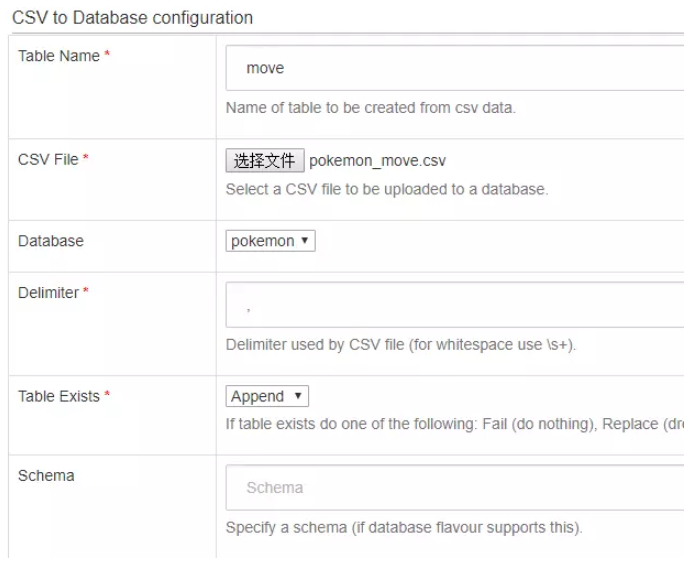 CSV to Database configuration
Table Name *
move
Name of table to be created from csv data.
CSV File *
选择文件 pokemon_move.csv
Select a CSV file to be uploaded to a database.
Database
pokemon
Delimiter *
,
Delimiter used by CSV file (for whitespace use \s+).
Table Exists *
Append
If table exists do one of the following: Fail (do nothing), Replace (dr
Schema
Schema
Specify a schema (if database flavour supports this).